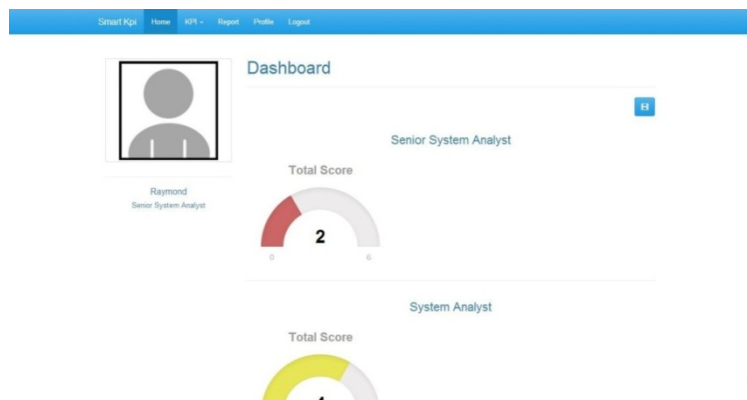 Smart Kpi Home KPI Report Profile Logout
Dashboard
Senior System Analyst
Total Score
2
0 6
Raymond
Senior System Analyst
System Analyst
Total Score